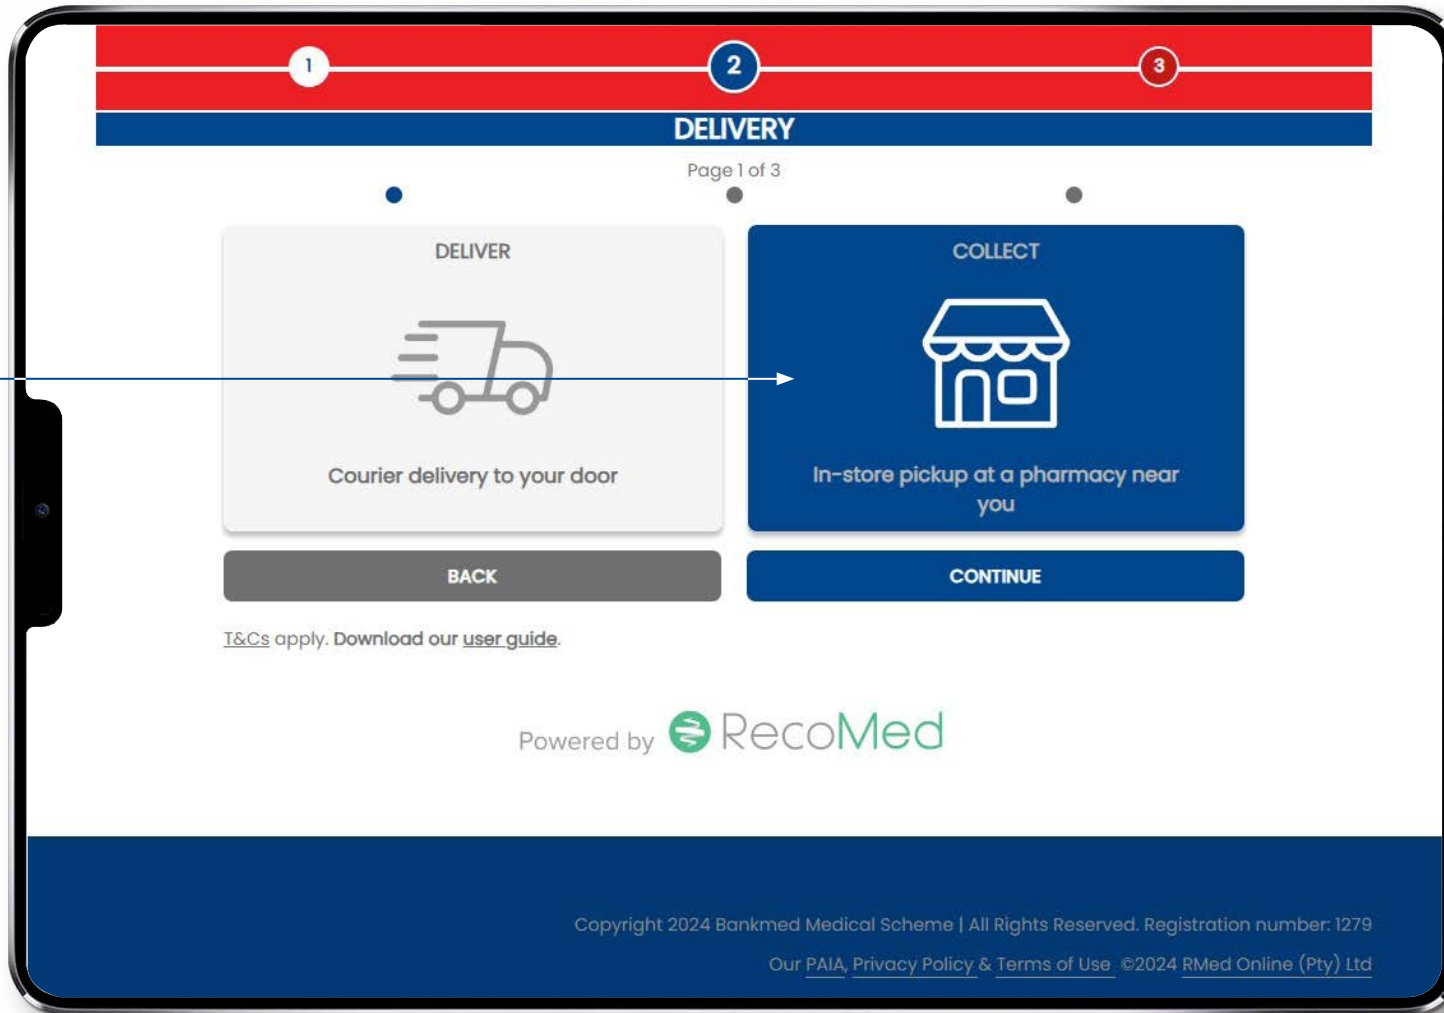 1
2
3
DELIVERY
Page 1 of 3
DELIVER
Courier delivery to your door
COLLECT
In-store pickup at a pharmacy near
you
BACK
CONTINUE
T&Cs apply. Download our user guide.
Powered by RecoMed
Copyright 2024 Bankmed Medical Scheme | All Rights Reserved. Registration number: 1279
Our PAIA, Privacy Policy & Terms of Use ©2024 RMed Online (Pty) Ltd